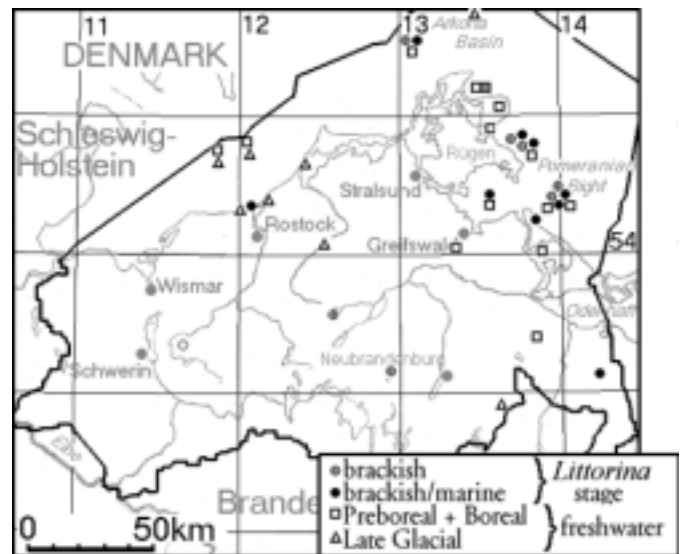 11
12
13
14
Arkona
Basin
DENMARK
Schleswig-
Holstein
Rügen
Pomeranian
Bight
Stralsund
Rostock
Greifswal
54
Wismar
Oderhaff
Neubrandenburg
Schwerin
Elbe
Brande
0 50km
brackish
brackish/marine
Littorina
stage
Preboreal + Boreal
Late Glacial
freshwater